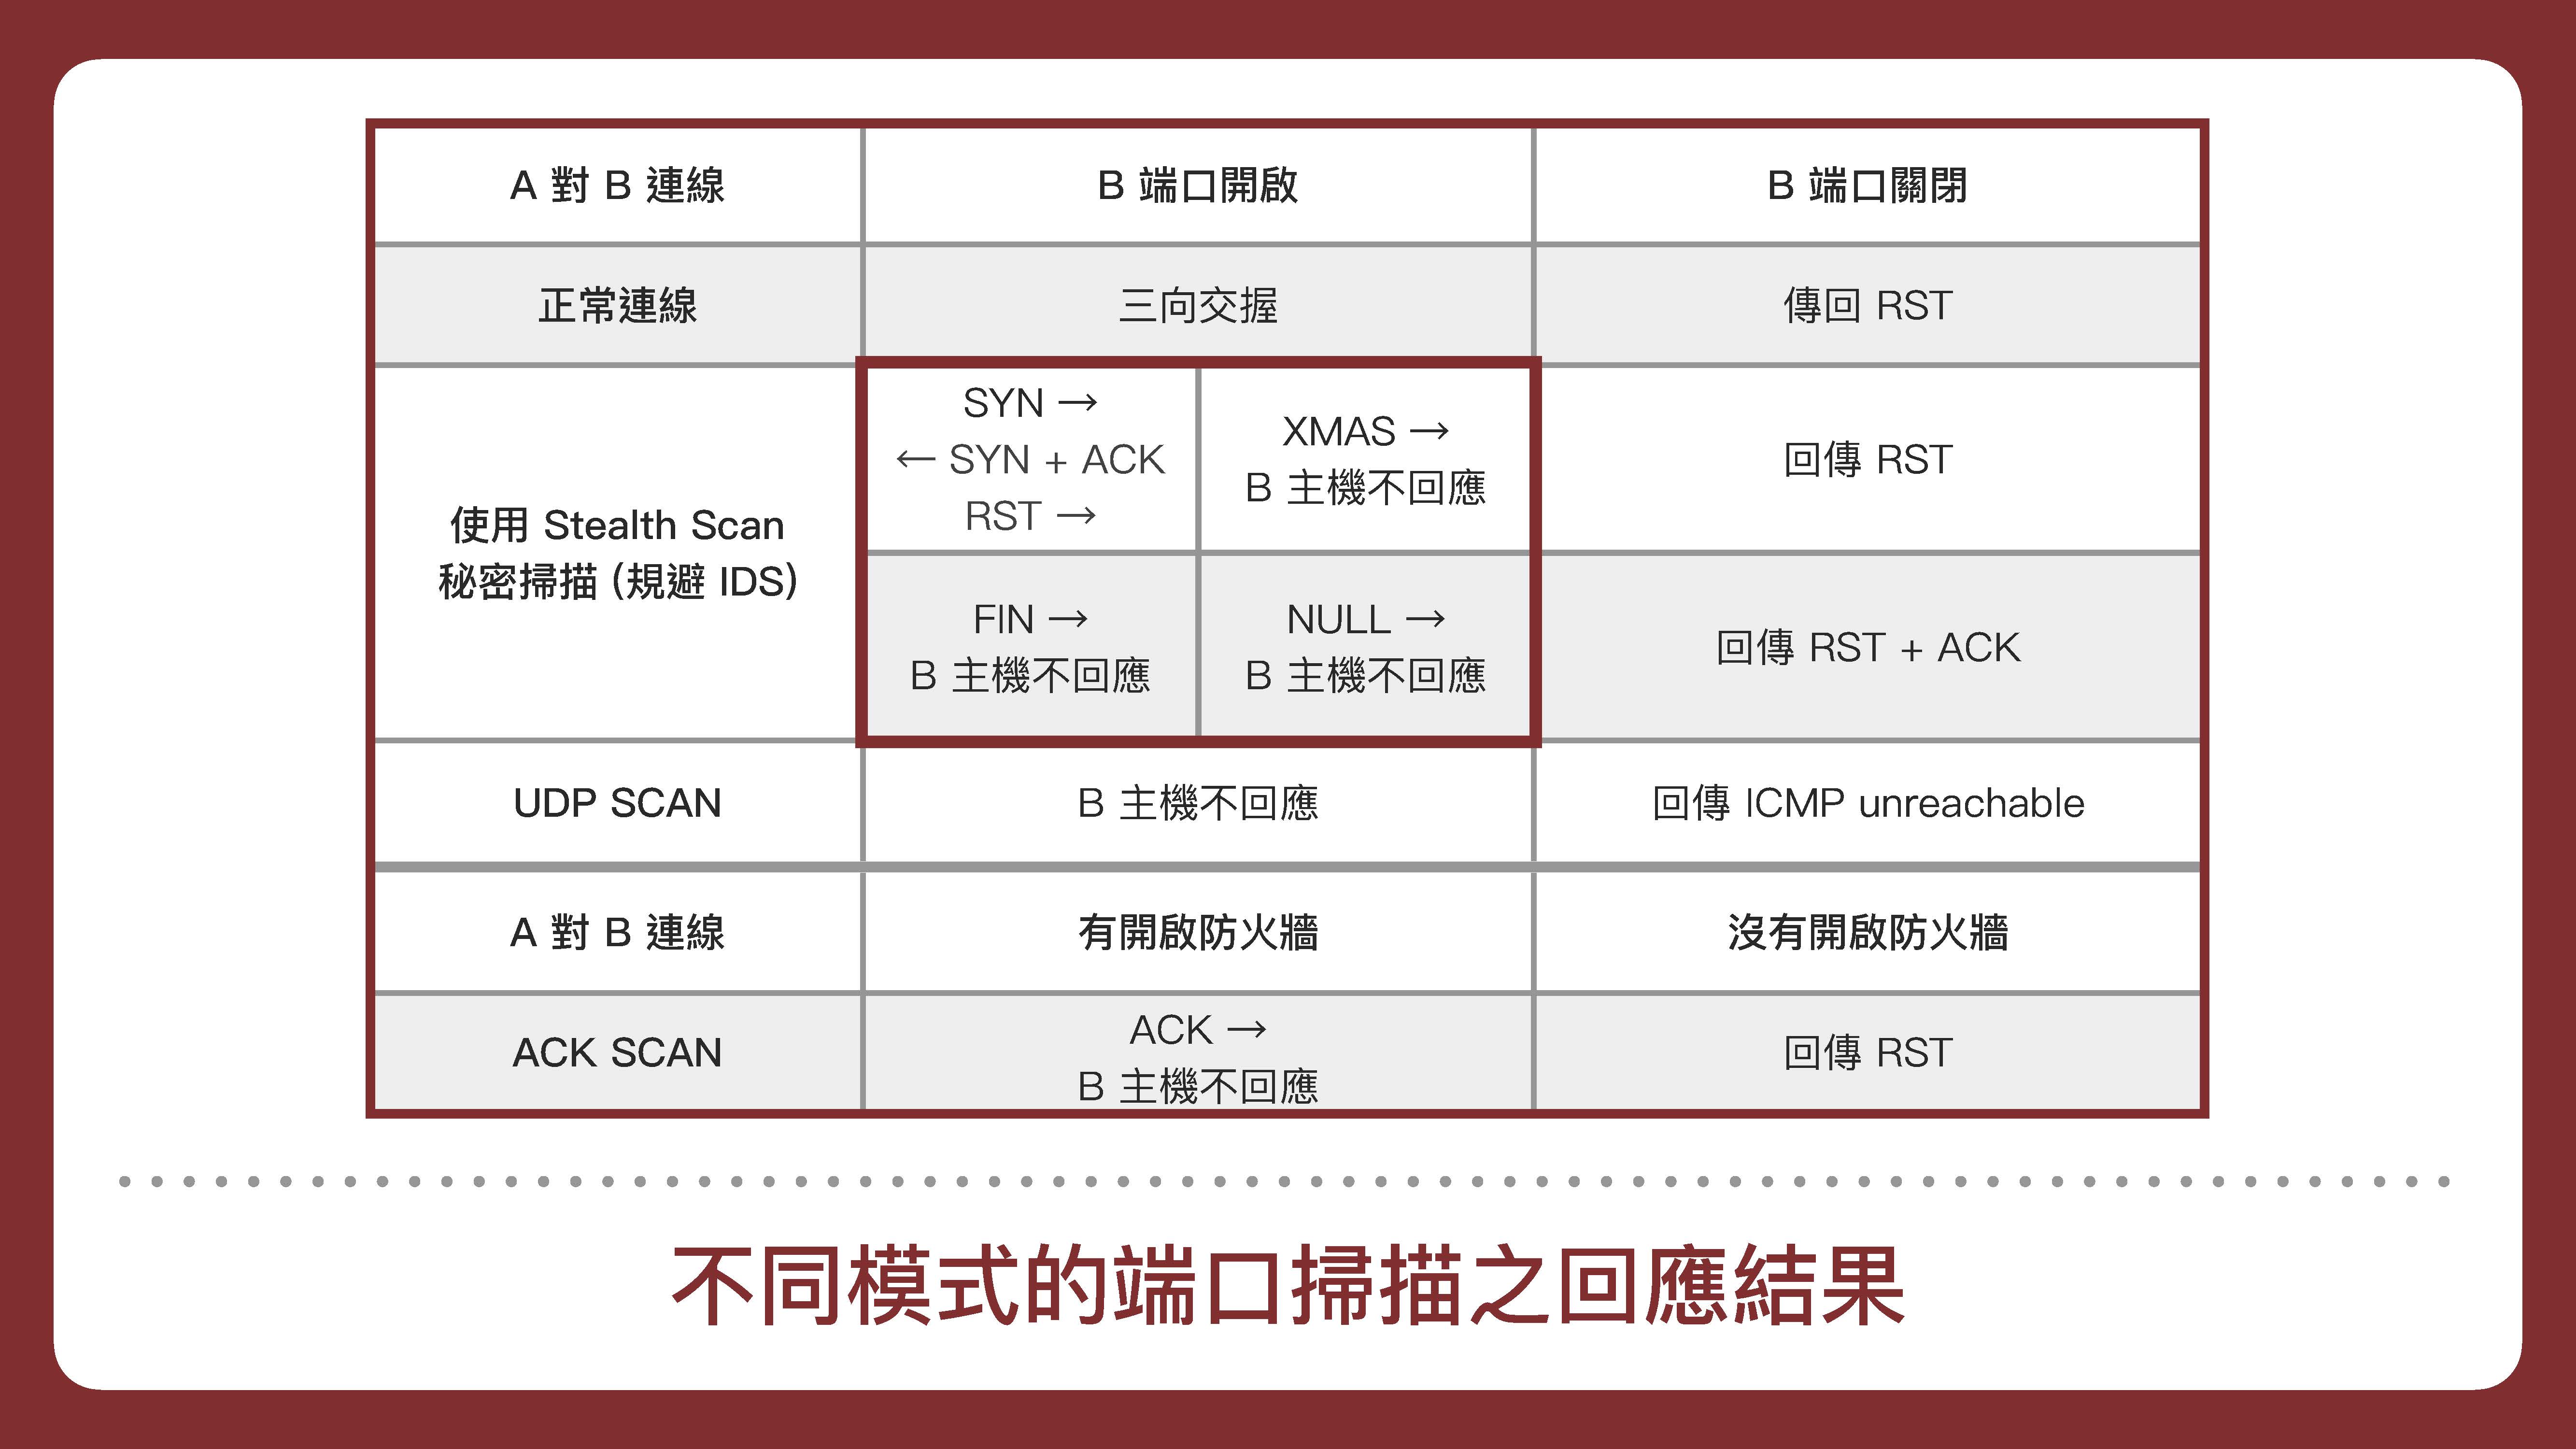 A 對 B 連線
B 端口開啟
B 端口關閉
正常連線
三向交握
傳回 RST
使用 Stealth Scan
秘密掃描 (規避 IDS)
SYN →
← SYN + ACK
RST →
XMAS →
B 主機不回應
回傳 RST
FIN →
B 主機不回應
NULL →
B 主機不回應
回傳 RST + ACK
UDP SCAN
B 主機不回應
回傳 ICMP unreachable
A 對 B 連線
有開啟防火牆
沒有開啟防火牆
ACK SCAN
ACK →
B 主機不回應
回傳 RST
不同模式的端口掃描之回應結果